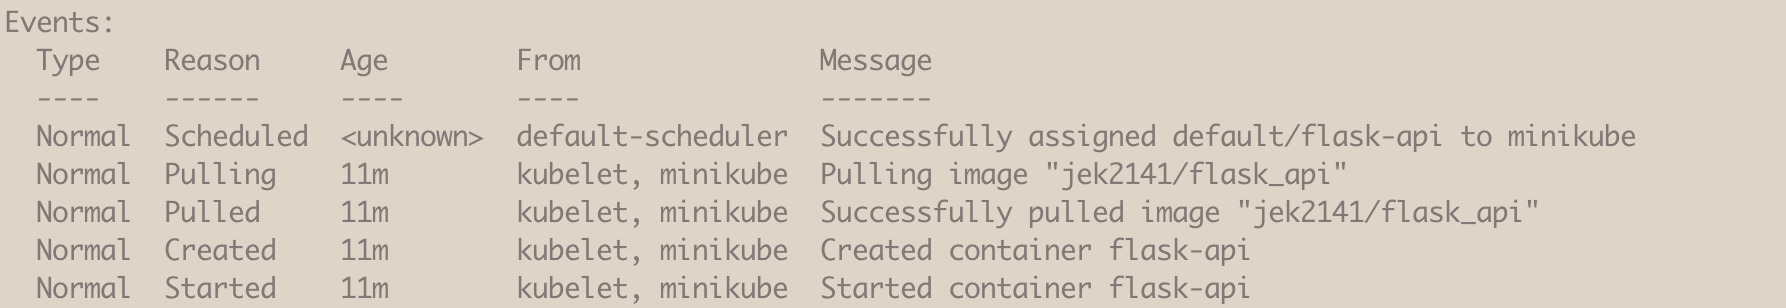 Events:
  Type    Reason     Age        From               Message
  ----    ------     ----       ----               -------
  Normal  Scheduled  <unknown>  default-scheduler  Successfully assigned default/flask-api to minikube
  Normal  Pulling    11m        kubelet, minikube  Pulling image "jek2141/flask_api"
  Normal  Pulled     11m        kubelet, minikube  Successfully pulled image "jek2141/flask_api"
  Normal  Created    11m        kubelet, minikube  Created container flask-api
  Normal  Started    11m        kubelet, minikube  Started container flask-api